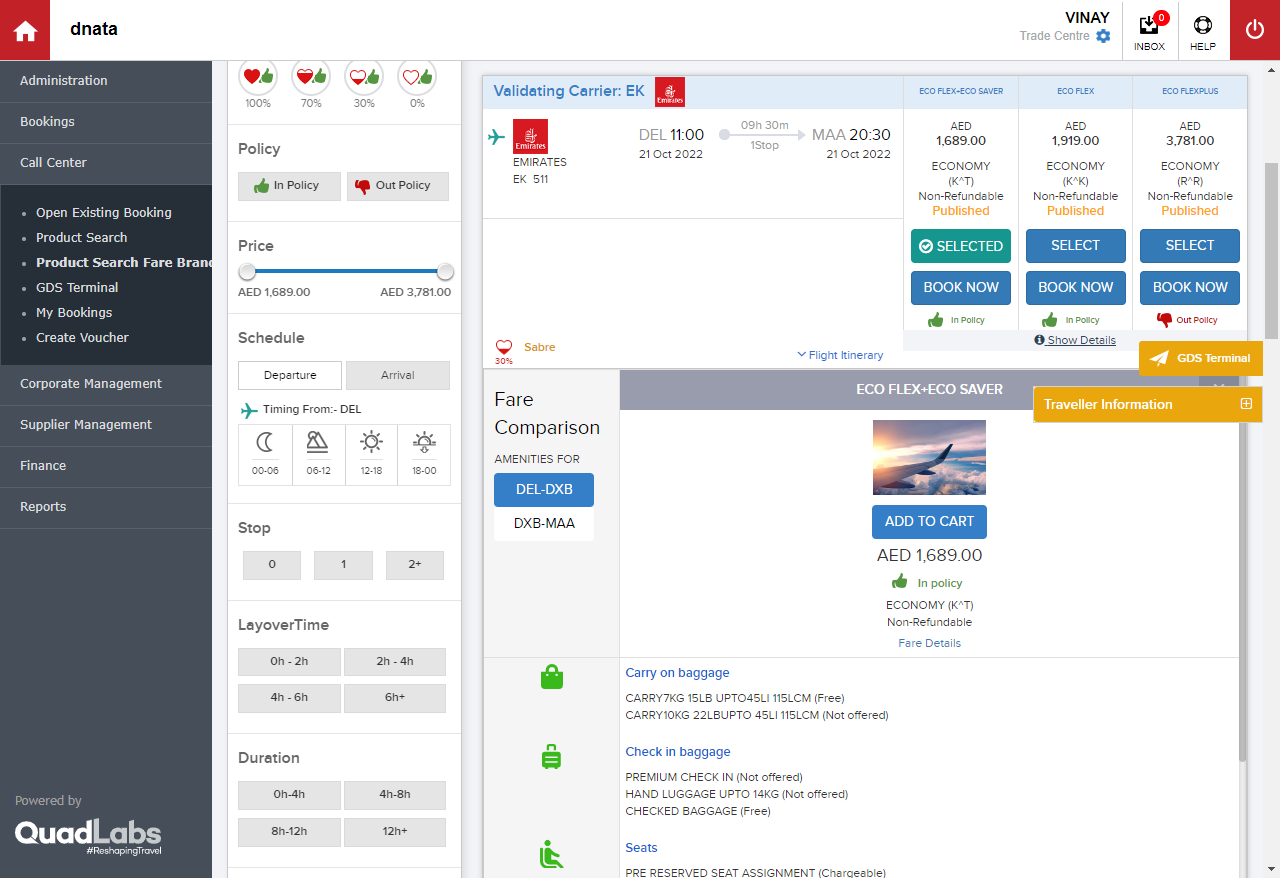 dnata
VINAY
Trade Centre
0
INBOX
HELP
Administration
Bookings
Call Center
Open Existing Booking
Product Search
Product Search Fare Bran
GDS Terminal
My Bookings
Create Voucher
Corporate Management
Supplier Management
Finance
Reports
Powered by
QuadLabs
#ReshapingTravel
100% 70% 30% 0%
Policy
In Policy Out Policy
Price
AED 1,689.00 AED 3,781.00
Schedule
Departure Arrival
Timing From:- DEL
00-06 06-12 12-18 18-00
Stop
0 1 2+
LayoverTime
0h - 2h 2h - 4h
4h - 6h 6h+
Duration
0h-4h 4h-8h
8h-12h 12h+
Validating Carrier: EK
Emirates
ECO FLEX+ECO SAVER ECO FLEX ECO FLEXPLUS
Emirates
EMIRATES
EK 511
DEL 11:00
21 Oct 2022
09h 30m
1Stop
MAA 20:30
21 Oct 2022
AED
1,689.00
ECONOMY
(K^T)
Non-Refundable
Published
SELECTED
BOOK NOW
In Policy
AED
1,919.00
ECONOMY
(K^K)
Non-Refundable
Published
SELECT
BOOK NOW
In Policy
AED
3,781.00
ECONOMY
(R^R)
Non-Refundable
Published
SELECT
BOOK NOW
Out Policy
30%
Sabre
Flight Itinerary
Show Details
GDS Terminal
Traveller Information
Fare
Comparison
AMENITIES FOR
DEL-DXB
DXB-MAA
ECO FLEX+ECO SAVER
ADD TO CART
AED 1,689.00
In policy
ECONOMY (K^T)
Non-Refundable
Fare Details
Carry on baggage
CARRY7KG 15LB UPTO45LI 115LCM (Free)
CARRY10KG 22LBUPTO 45LI 115LCM (Not offered)
Check in baggage
PREMIUM CHECK IN (Not offered)
HAND LUGGAGE UPTO 14KG (Not offered)
CHECKED BAGGAGE (Free)
Seats
PRE RESERVED SEAT ASSIGNMENT (Chargeable)